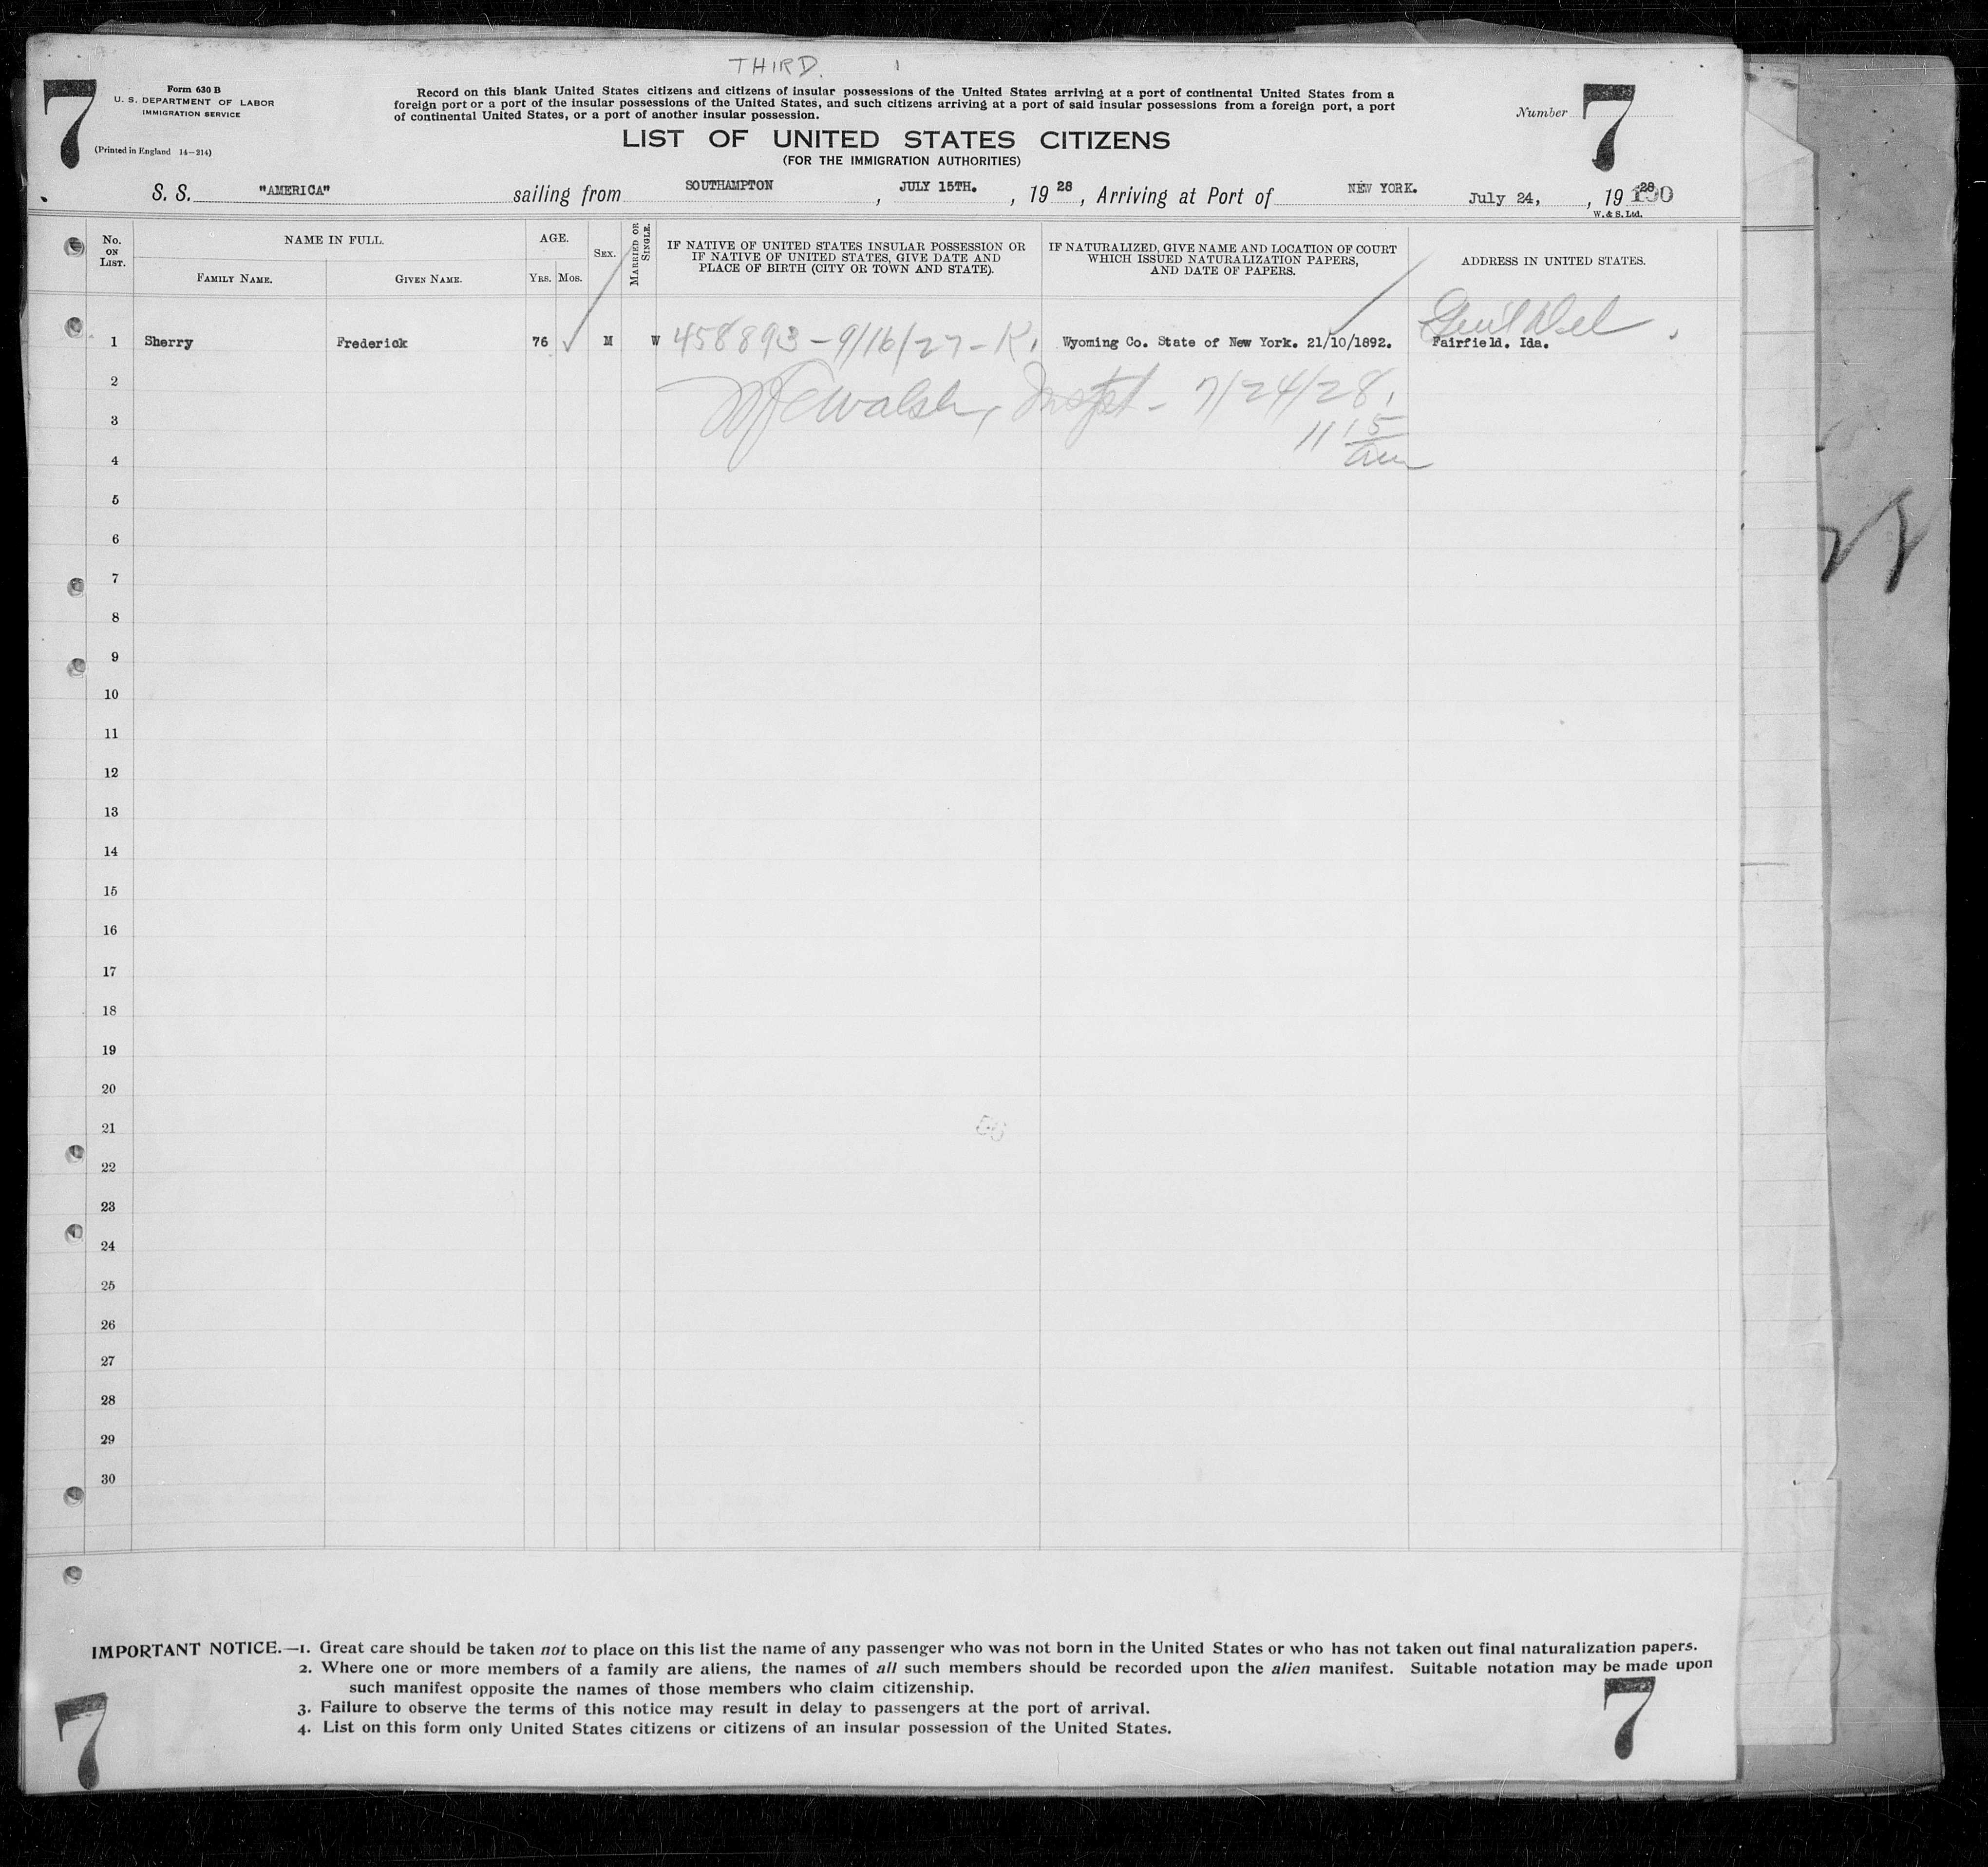 THIRD.
7
Form 630 B
U. S. DEPARTMENT OF LABOR
IMMIGRATION SERVICE
(Printed in England 14—214)
Record on this blank United States citizens and citizens of insular possessions of the United States arriving at a port of continental United States from a
foreign port or a port of the insular possessions of the United States, and such citizens arriving at a port of said insular possessions from a foreign port, a port
of continental United States, or a port of another insular possession.
Number 7
LIST OF UNITED STATES CITIZENS
(FOR THE IMMIGRATION AUTHORITIES)
S. S. "AMERICA" sailing from SOUTHAMPTON, JULY 15TH., 1928, Arriving at Port of NEW YORK. July 24, , 1928 190
W. & S. Ltd.
No. ON LIST.
NAME IN FULL.
FAMILY NAME.
GIVEN NAME.
AGE.
YRS. MOS.
SEX.
MARRIED OR SINGLE.
IF NATIVE OF UNITED STATES INSULAR POSSESSION OR
IF NATIVE OF UNITED STATES, GIVE DATE AND
PLACE OF BIRTH (CITY OR TOWN AND STATE).
IF NATURALIZED, GIVE NAME AND LOCATION OF COURT
WHICH ISSUED NATURALIZATION PAPERS,
AND DATE OF PAPERS.
ADDRESS IN UNITED STATES.
1 Sherry Frederick 76 M W 458893-9/16/27-K. Wyoming Co. State of New York. 21/10/1892. Fairfield. Ida.
2 Walsh, Inspt - 7/24/28.
3 11 15
4 am
5
6
7
8
9
10
11
12
13
14
15
16
17
18
19
20
21
22
23
24
25
26
27
28
29
30
IMPORTANT NOTICE.—1. Great care should be taken not to place on this list the name of any passenger who was not born in the United States or who has not taken out final naturalization papers.
2. Where one or more members of a family are aliens, the names of all such members should be recorded upon the alien manifest. Suitable notation may be made upon
such manifest opposite the names of those members who claim citizenship.
3. Failure to observe the terms of this notice may result in delay to passengers at the port of arrival.
4. List on this form only United States citizens or citizens of an insular possession of the United States.
7
7